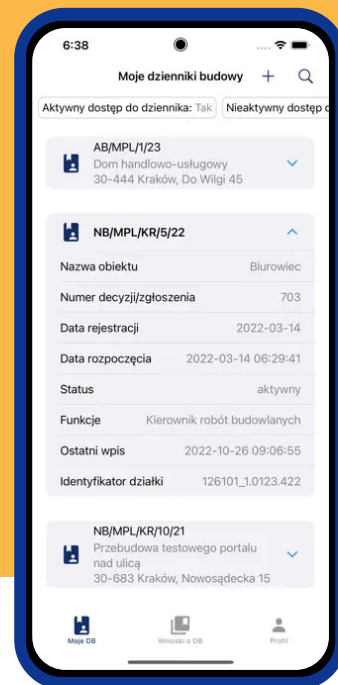 6:38
Moje dzienniki budowy
Aktywny dostęp do dziennika: Tak Nieaktywny dostęp
AB/MPL/1/23
Dom handlowo-usługowy
30-444 Kraków, Do Wilgi 45
NB/MPL/KR/5/22
Nazwa obiektu Biurowiec
Numer decyzji/zgłoszenia 703
Data rejestracji 2022-03-14
Data rozpoczęcia 2022-03-14 06:29:41
Status aktywny
Funkcje Kierownik robót budowlanych
Ostatni wpis 2022-10-26 09:06:55
Identyfikator działki 126101_1.0123.422
NB/MPL/KR/10/21
Przebudowa testowego portalu
nad ulicą
30-683 Kraków, Nowosądecka 15
Moje DB Wnioski o DB Profil